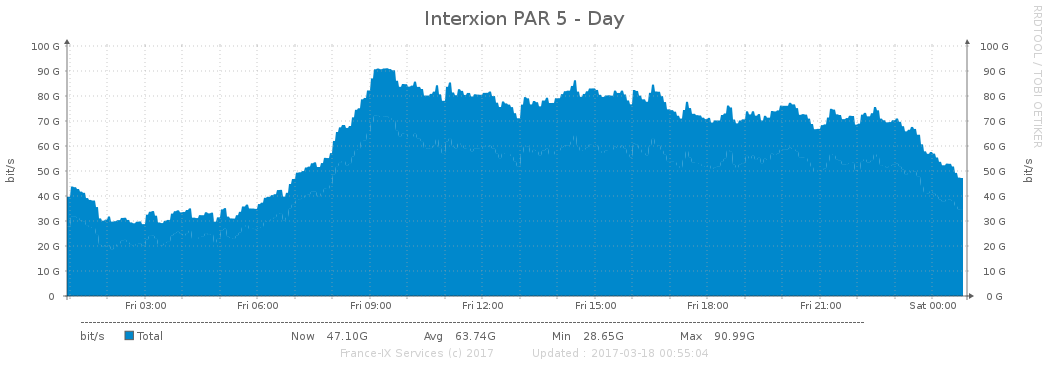 Interxion PAR 5 - Day
RRDTOOL / TOBI OETIKER
100 G 100 G
90 G 90 G
80 G 80 G
70 G 70 G
60 G 60 G
50 G 50 G
40 G 40 G
30 G 30 G
20 G 20 G
10 G 10 G
0 0 G
bit/s
bit/s
Fri 03:00 Fri 06:00 Fri 09:00 Fri 12:00 Fri 15:00 Fri 18:00 Fri 21:00 Sat 00:00
bit/s Total Now 47.10G Avg 63.74G Min 28.65G Max 90.99G
France-IX Services (c) 2017 Updated : 2017-03-18 00:55:04